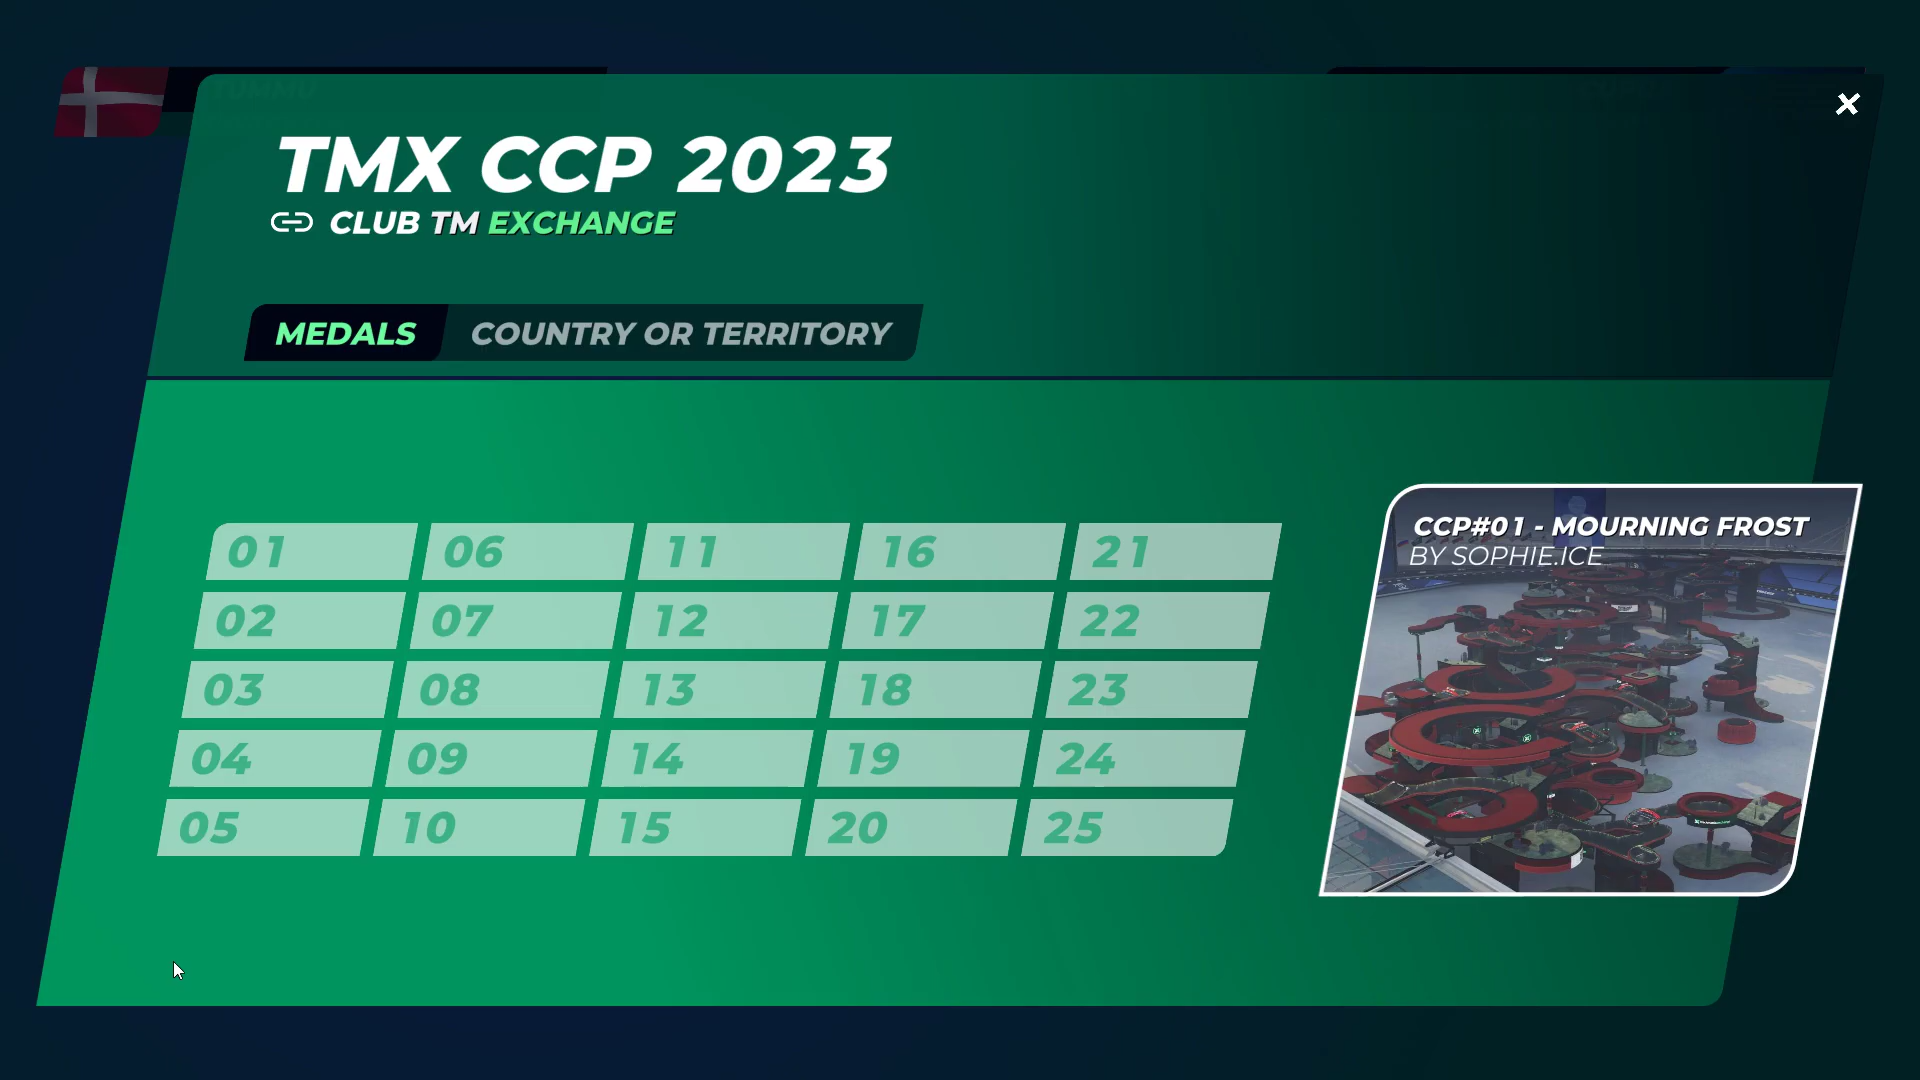 TMX CCP 2023
CLUB TM EXCHANGE
MEDALS COUNTRY OR TERRITORY
01 06 11 16 21
02 07 12 17 22
03 08 13 18 23
04 09 14 19 24
05 10 15 20 25
CCP#01 - MOURNING FROST
BY SOPHIE.ICE